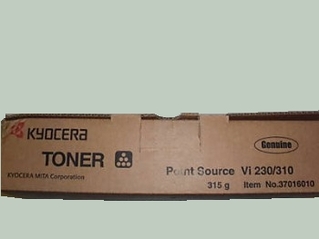 KYOCERA
TONER
KYOCERA MITA Corporation
Genuine
Point Source Vi 230/310
315 g Item No.37016010